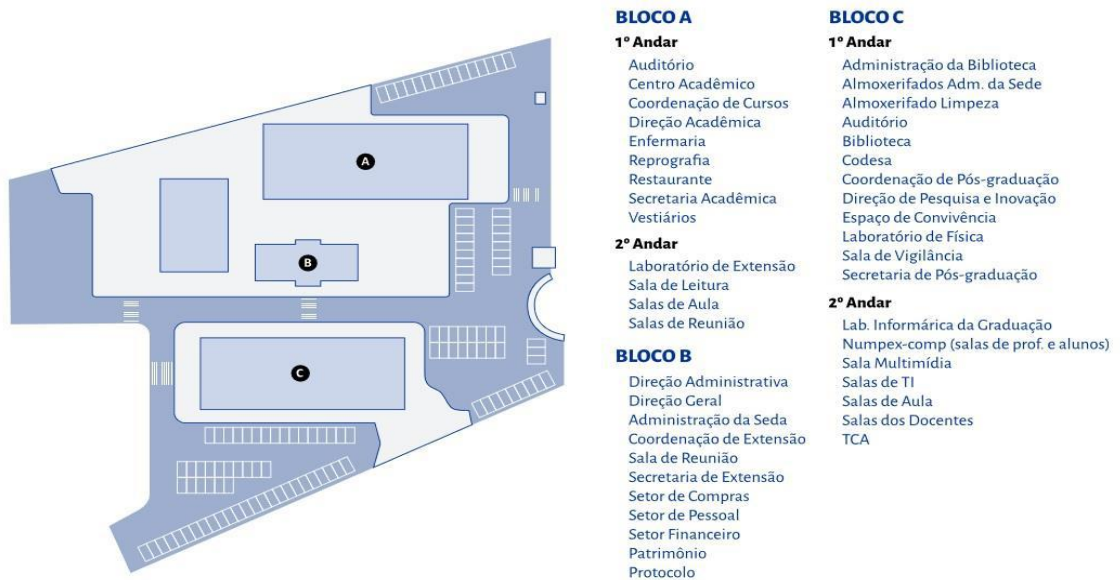 A
B
C
BLOCO A
1º Andar
Auditório
Centro Acadêmico
Coordenação de Cursos
Direção Acadêmica
Enfermaria
Reprografia
Restaurante
Secretaria Acadêmica
Vestiários
2º Andar
Laboratório de Extensão
Sala de Leitura
Salas de Aula
Salas de Reunião
BLOCO B
Direção Administrativa
Direção Geral
Administração da Seda
Coordenação de Extensão
Sala de Reunião
Secretaria de Extensão
Setor de Compras
Setor de Pessoal
Setor Financeiro
Patrimônio
Protocolo
BLOCO C
1º Andar
Administração da Biblioteca
Almoxerifados Adm. da Sede
Almoxerifado Limpeza
Auditório
Biblioteca
Codesa
Coordenação de Pós-graduação
Direção de Pesquisa e Inovação
Espaço de Convivência
Laboratório de Física
Sala de Vigilância
Secretaria de Pós-graduação
2º Andar
Lab. Informárica da Graduação
Numpex-comp (salas de prof. e alunos)
Sala Multimídia
Salas de TI
Salas de Aula
Salas dos Docentes
TCA